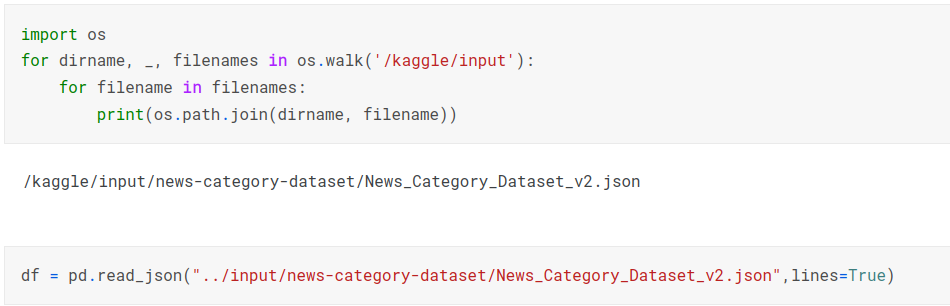 import os
for dirname, _, filenames in os.walk('/kaggle/input'):
    for filename in filenames:
        print(os.path.join(dirname, filename))
/kaggle/input/news-category-dataset/News_Category_Dataset_v2.json
df = pd.read_json("../input/news-category-dataset/News_Category_Dataset_v2.json",lines=True)